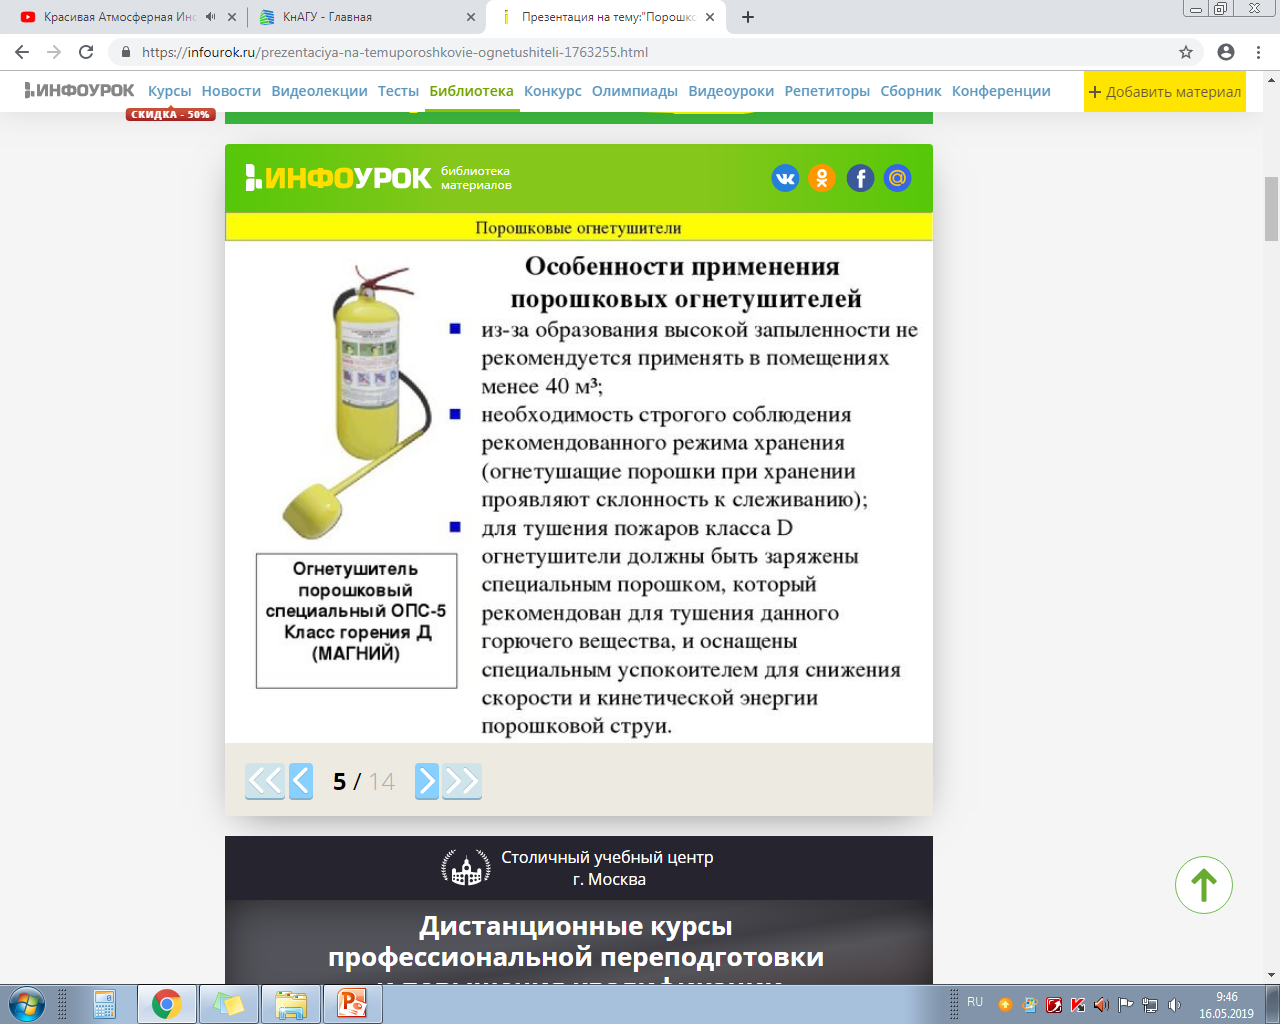 Красивая Атмосферная Инс
КнАГУ - Главная
Презентация на тему:"Порошко
https://infourok.ru/prezentaciya-na-temuporoshkovie-ognetushiteli-1763255.html
ИНФОУРОК
Курсы Новости Видеолекции Тесты Библиотека Конкурс Олимпиады Видеоуроки Репетиторы Сборник Конференции
+ Добавить материал
СКИДКА - 50%
ИНФОУРОК
библиотека
материалов
Порошковые огнетушители
Особенности применения
порошковых огнетушителей
из-за образования высокой запыленности не
рекомендуется применять в помещениях
менее 40 м³;
необходимость строгого соблюдения
рекомендованного режима хранения
(огнетушащие порошки при хранении
проявляют склонность к слеживанию);
для тушения пожаров класса D
огнетушители должны быть заряжены
специальным порошком, который
рекомендован для тушения данного
горючего вещества, и оснащены
специальным успокоителем для снижения
скорости и кинетической энергии
порошковой струи.
Огнетушитель
порошковый
специальный ОПС-5
Класс горения Д
(МАГНИЙ)
5 / 14
Столичный учебный центр
г. Москва
Дистанционные курсы
профессиональной переподготовки
RU
9:46
16.05.2019